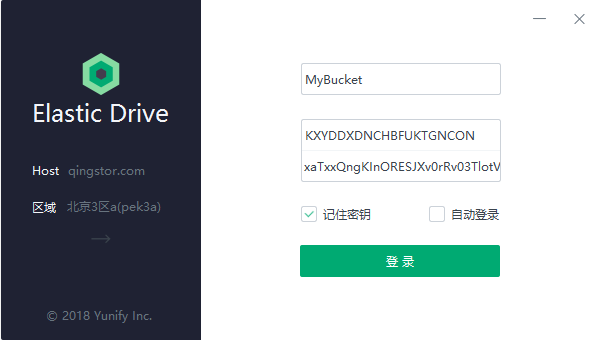 Elastic Drive
Host qingstor.com
区域 北京3区a(pek3a)
© 2018 Yunify Inc.
MyBucket
KXYDDXDNCHBFUKTGNCON
xaTxxQngKInORESJXv0rRv03TlotV
记住密钥 自动登录
登 录